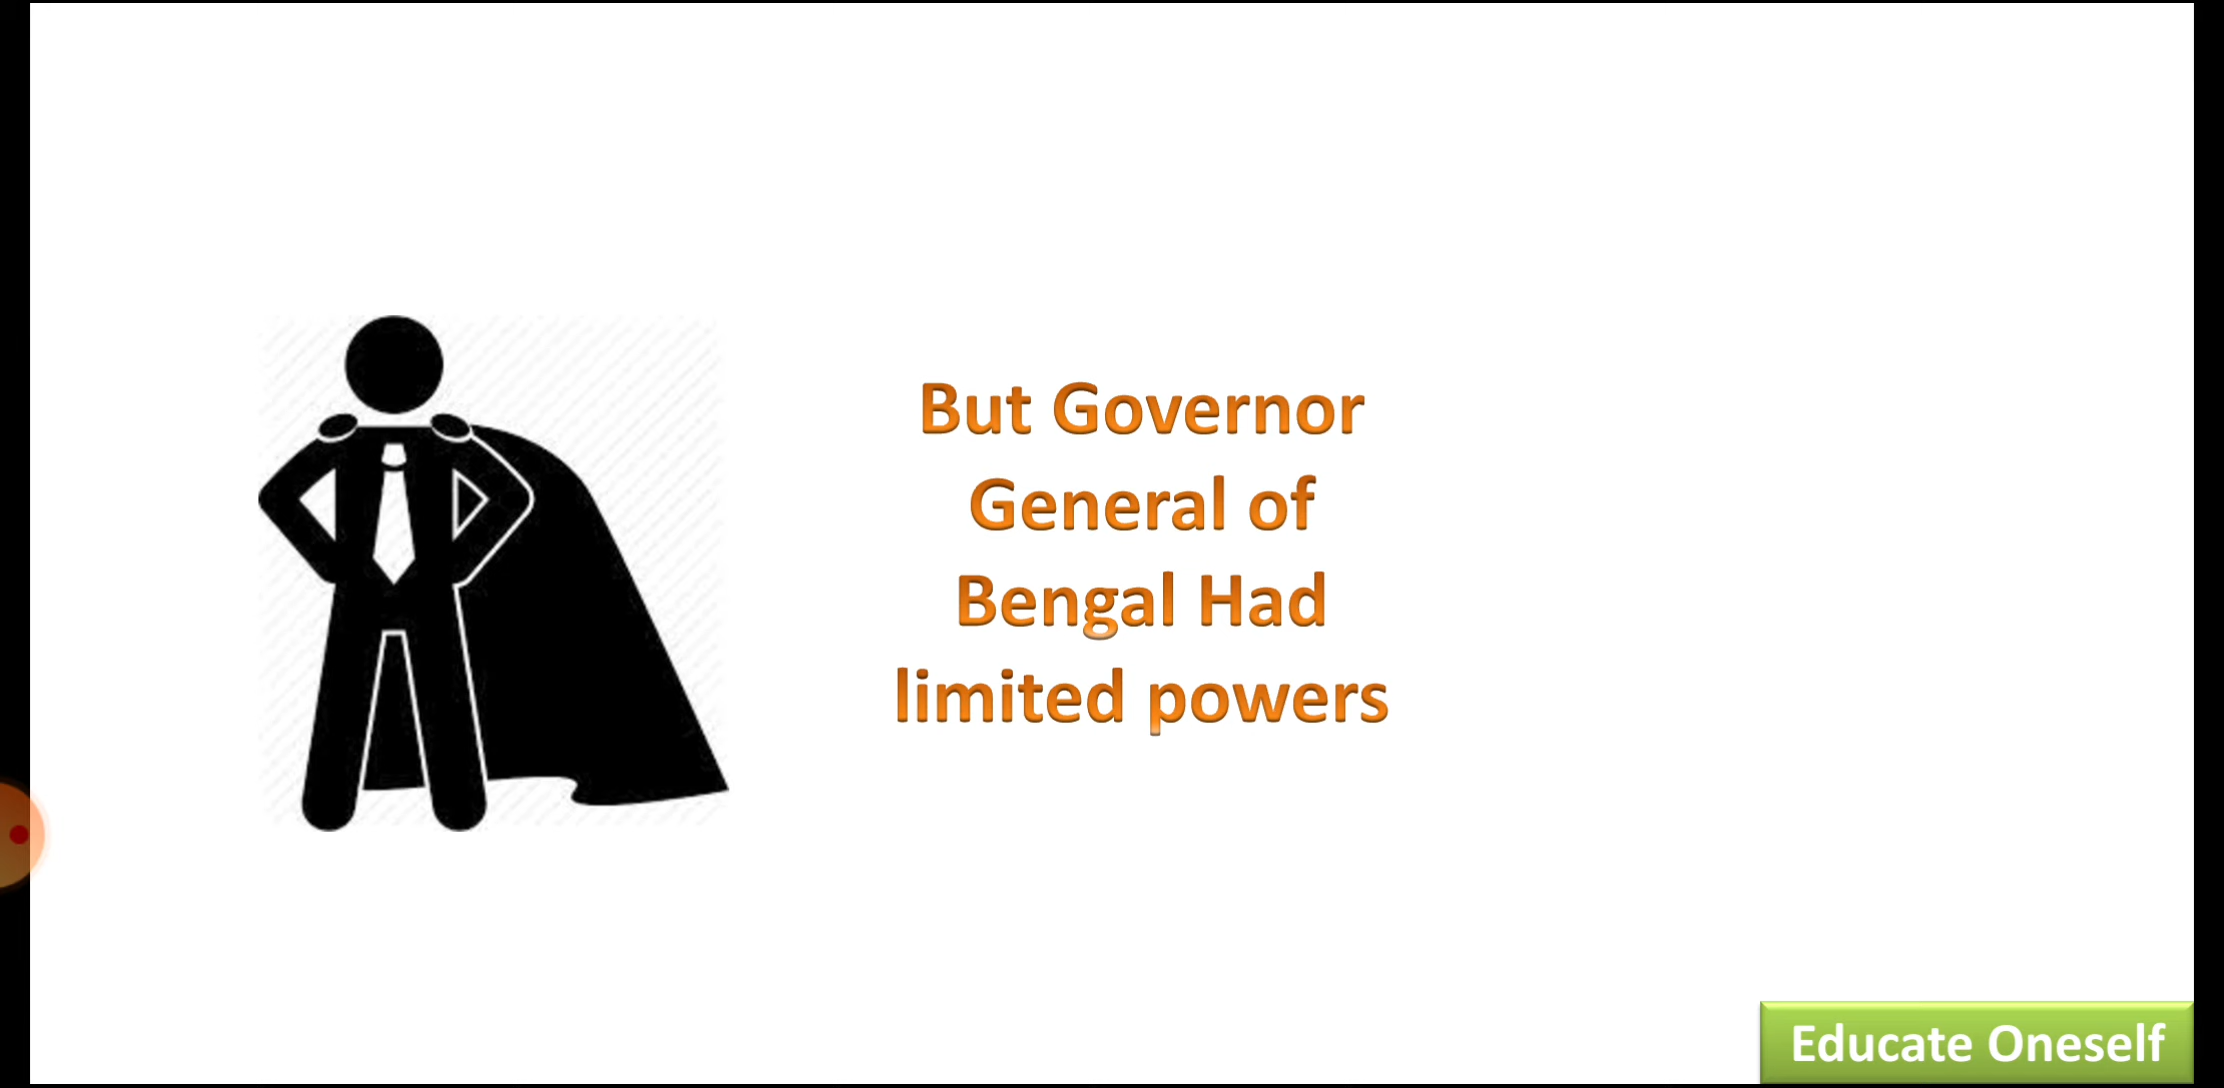 But Governor
General of
Bengal Had
limited powers
Educate Oneself